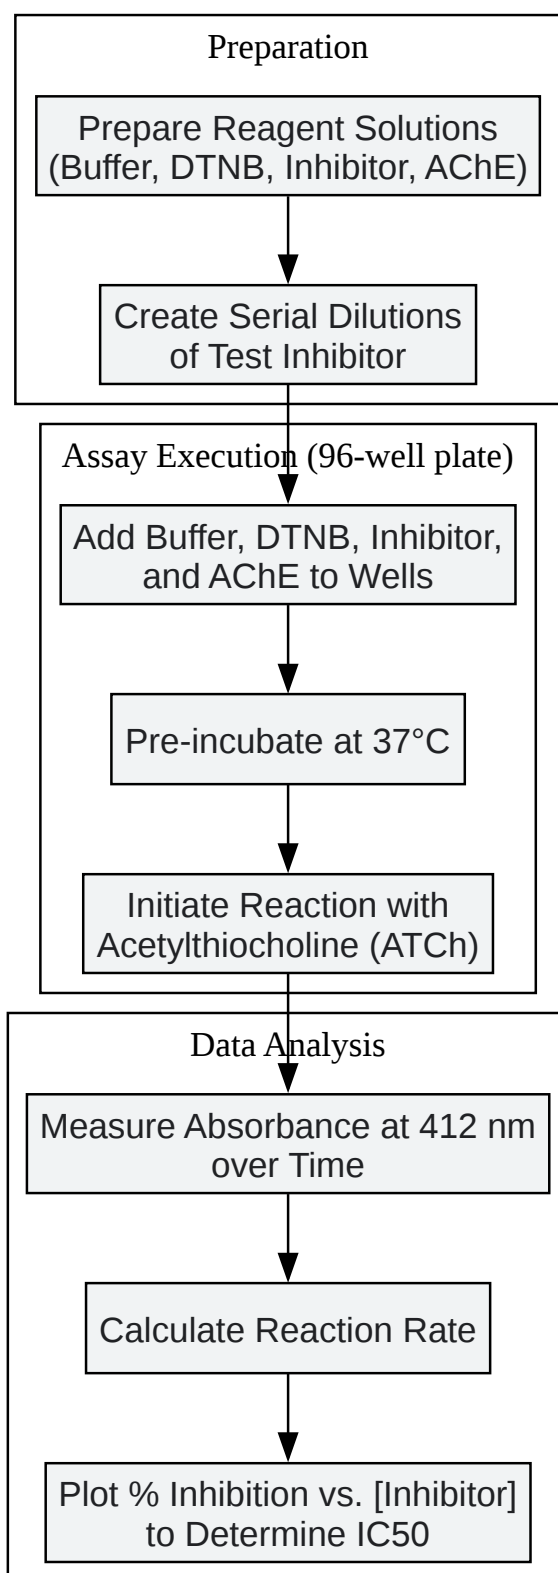 Preparation
Prepare Reagent Solutions
(Buffer, DTNB, Inhibitor, AChE)
Create Serial Dilutions
of Test Inhibitor
Assay Execution (96-well plate)
Add Buffer, DTNB, Inhibitor,
and AChE to Wells
Pre-incubate at 37°C
Initiate Reaction with
Acetylthiocholine (ATCh)
Data Analysis
Measure Absorbance at 412 nm
over Time
Calculate Reaction Rate
Plot % Inhibition vs. [Inhibitor]
to Determine IC50